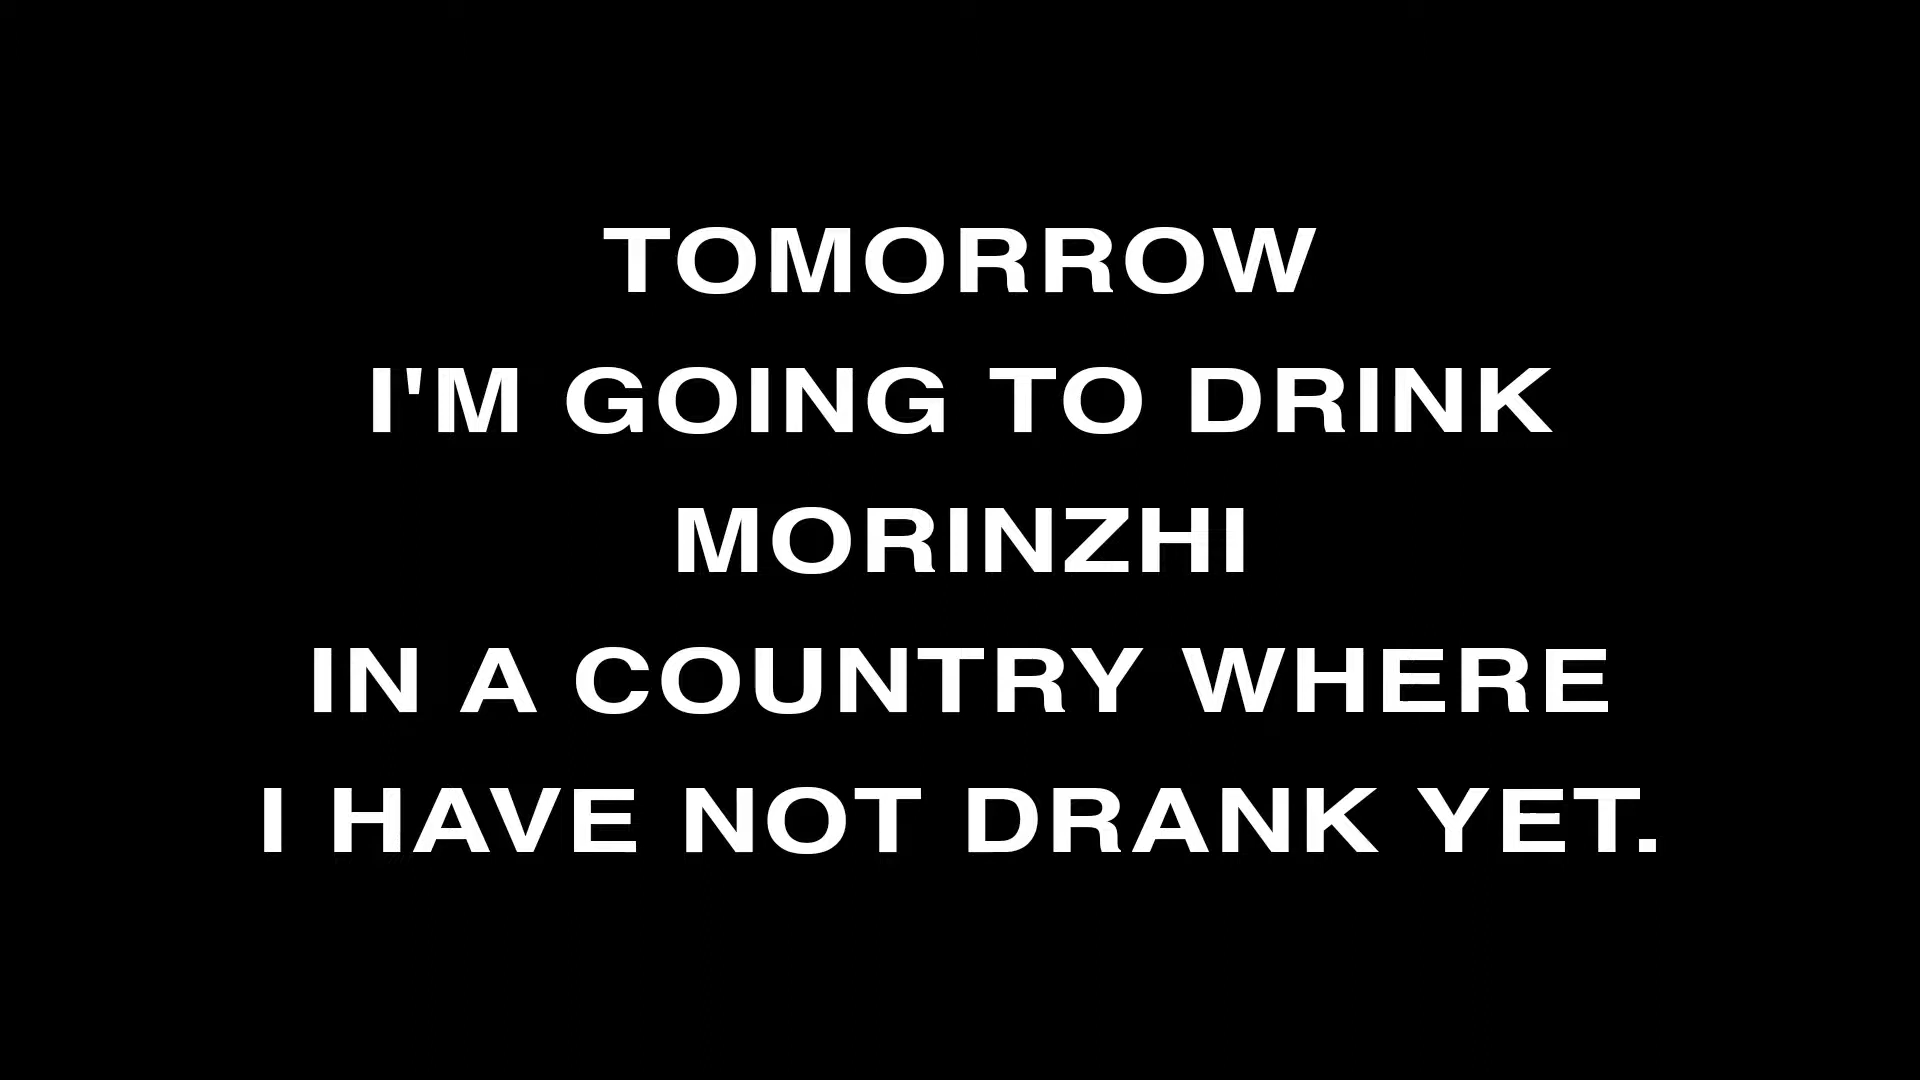 TOMORROW
I'M GOING TO DRINK
MORINZHI
IN A COUNTRY WHERE
I HAVE NOT DRANK YET.